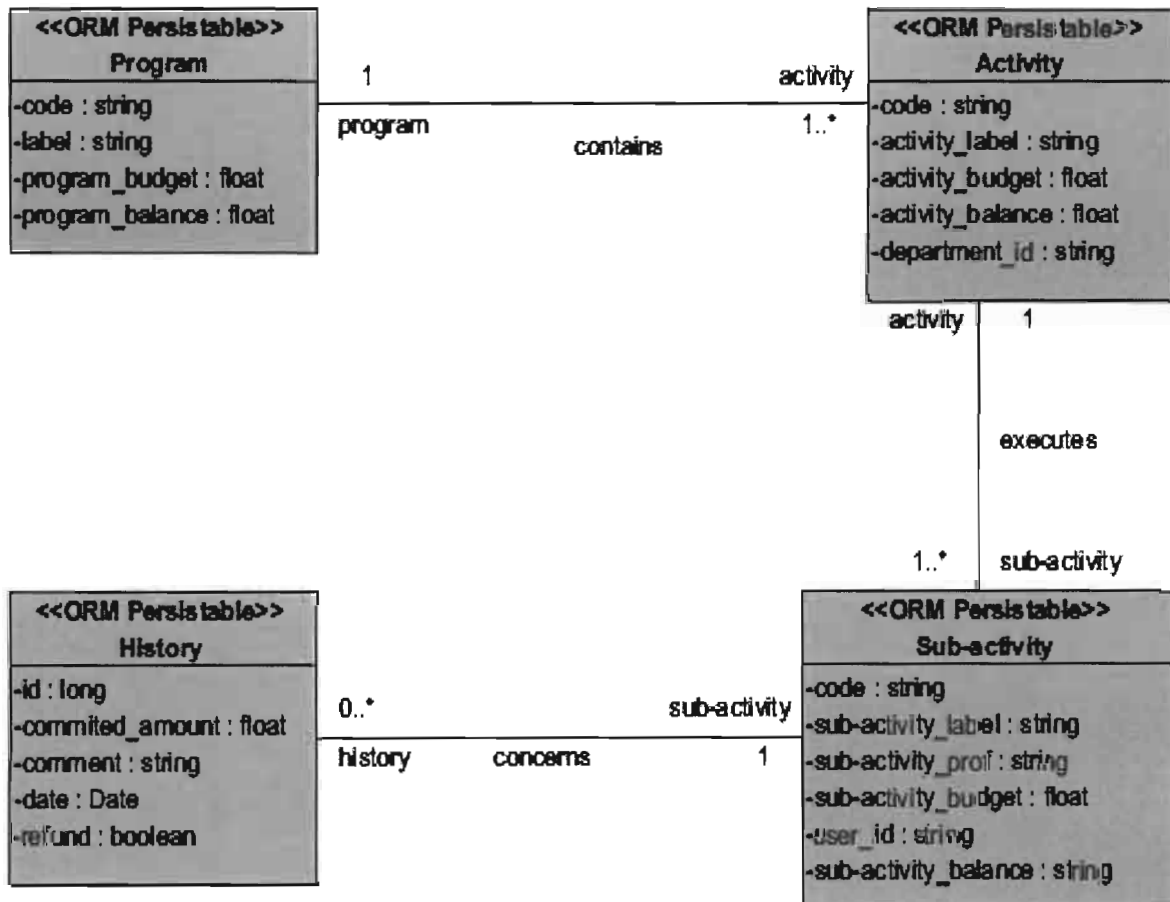 <<ORM Persistable>>
Program
-code : string
-label : string
-program_budget : float
-program_balance : float
1
program
contains
activity
1..*
<<ORM Persistable>>
Activity
-code : string
-activity_label : string
-activity_budget : float
-activity_balance : float
-department_id : string
activity
1
executes
1..*
sub-activity
<<ORM Persistable>>
History
-id : long
-commited_amount : float
-comment : string
-date : Date
-refund : boolean
0..*
history
concerns
sub-activity
1
<<ORM Persistable>>
Sub-activity
-code : string
-sub-activity_label : string
-sub-activity_prof : string
-sub-activity_budget : float
-user_id : string
-sub-activity_balance : string